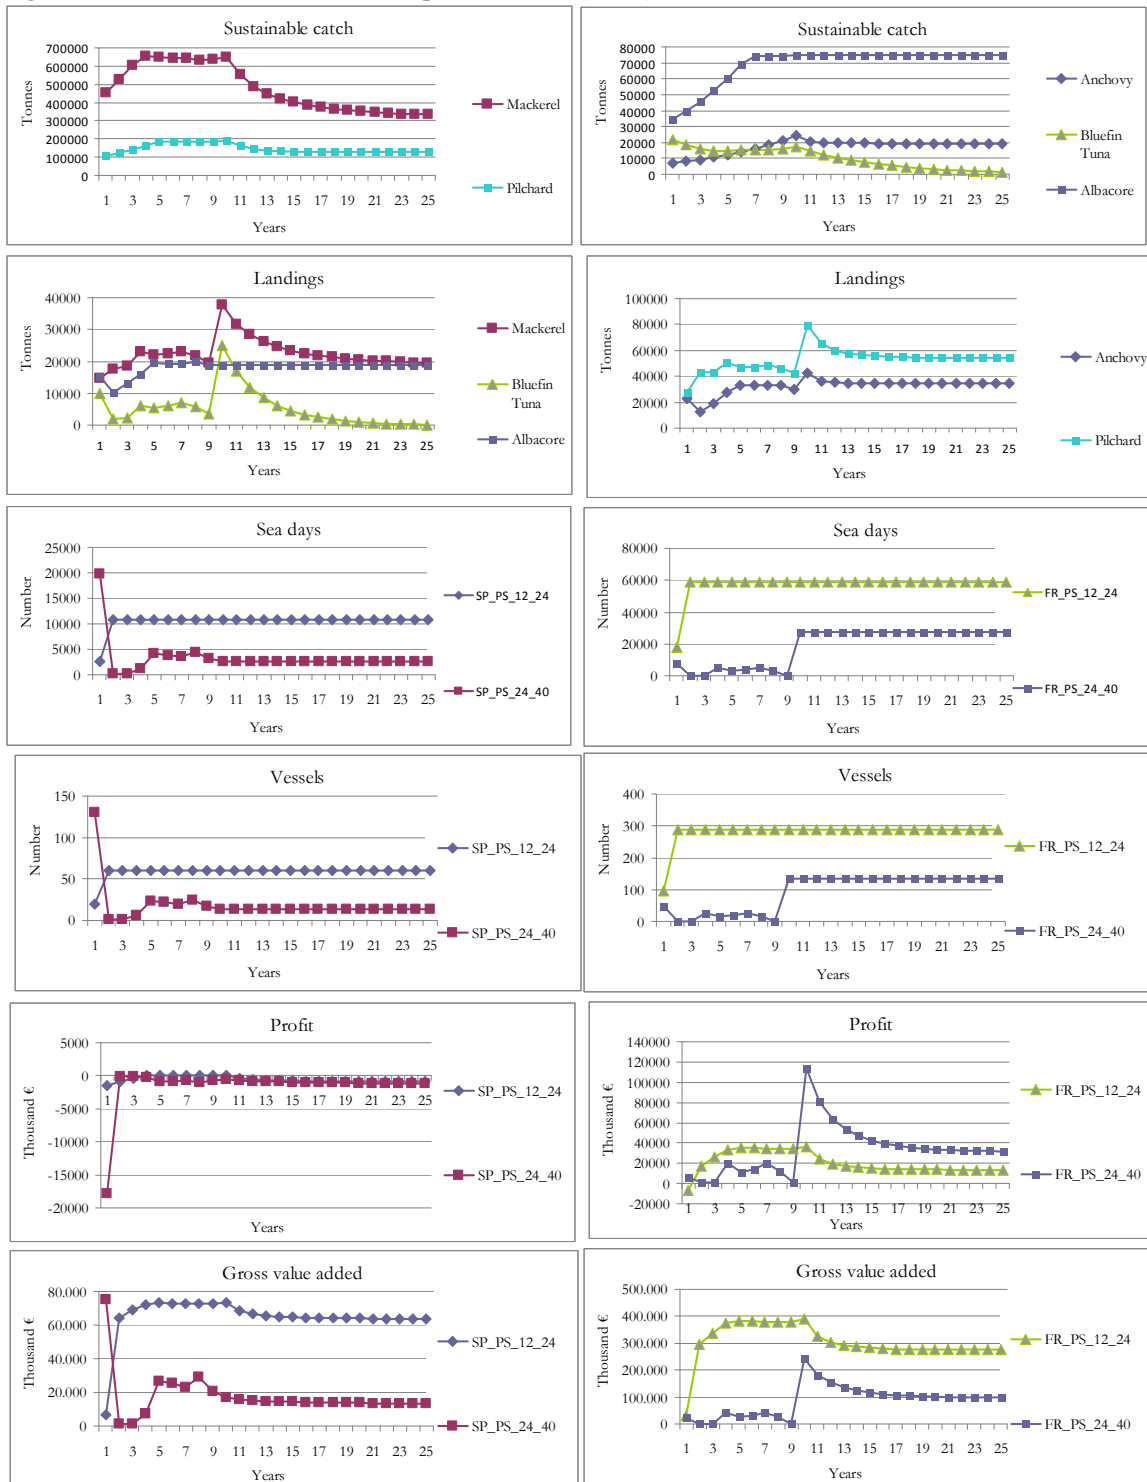 Sustainable catch
Tonnes
700000
600000
500000
400000
300000
200000
100000
0
1 3 5 7 9 11 13 15 17 19 21 23 25
Years
Mackerel
Pilchard
Sustainable catch
Tonnes
80000
70000
60000
50000
40000
30000
20000
10000
0
1 3 5 7 9 11 13 15 17 19 21 23 25
Years
Anchovy
Bluefin
Tuna
Albacore
Landings
Tonnes
40000
30000
20000
10000
0
1 3 5 7 9 11 13 15 17 19 21 23 25
Years
Mackerel
Bluefin
Tuna
Albacore
Landings
Tonnes
100000
80000
60000
40000
20000
0
1 3 5 7 9 11 13 15 17 19 21 23 25
Years
Anchovy
Pilchard
Sea days
Number
25000
20000
15000
10000
5000
0
1 3 5 7 9 11 13 15 17 19 21 23 25
Years
SP_PS_12_24
SP_PS_24_40
Sea days
Number
80000
60000
40000
20000
0
1 3 5 7 9 11 13 15 17 19 21 23 25
Years
FR_PS_12_24
FR_PS_24_40
Vessels
Number
150
100
50
0
1 3 5 7 9 11 13 15 17 19 21 23 25
Years
SP_PS_12_24
SP_PS_24_40
Vessels
Number
400
300
200
100
0
1 3 5 7 9 11 13 15 17 19 21 23 25
Years
FR_PS_12_24
FR_PS_24_40
Profit
Thousand €
5000
0
-5000
-10000
-15000
-20000
1 3 5 7 9 11 13 15 17 19 21 23 25
Years
SP_PS_12_24
SP_PS_24_40
Profit
Thousand €
140000
120000
100000
80000
60000
40000
20000
0
-20000
1 3 5 7 9 11 13 15 17 19 21 23 25
Years
FR_PS_12_24
FR_PS_24_40
Gross value added
Thousand €
80.000
60.000
40.000
20.000
0
1 3 5 7 9 11 13 15 17 19 21 23 25
Years
SP_PS_12_24
SP_PS_24_40
Gross value added
Thousand €
500.000
400.000
300.000
200.000
100.000
0
1 3 5 7 9 11 13 15 17 19 21 23 25
Years
FR_PS_12_24
FR_PS_24_40